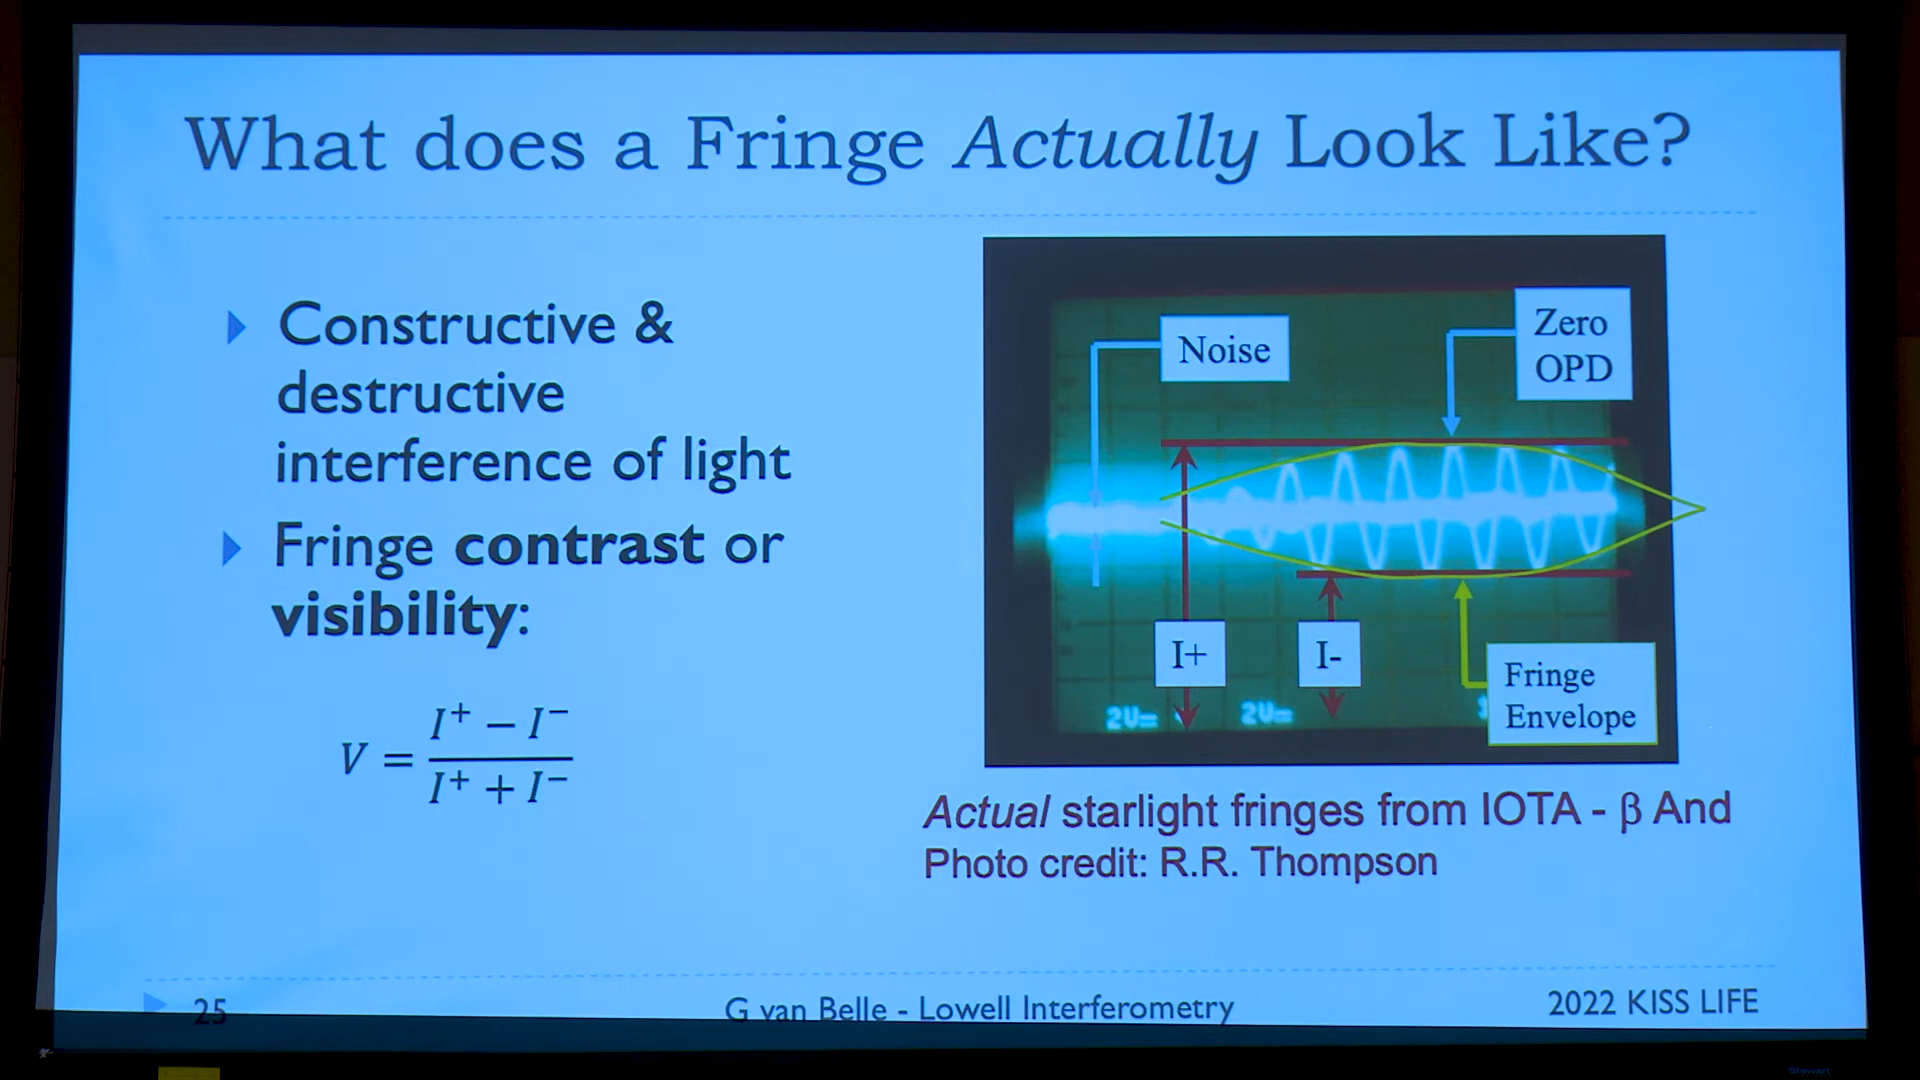 What does a Fringe Actually Look Like?
Constructive &
destructive
interference of light
Fringe contrast or
visibility:
V = I⁺ − I⁻ / I⁺ + I⁻
Noise
Zero
OPD
I+
I-
Fringe
Envelope
2V=
2V=
Actual starlight fringes from IOTA - β And
Photo credit: R.R. Thompson
25
G van Belle - Lowell Interferometry
2022 KISS LIFE
Stewart